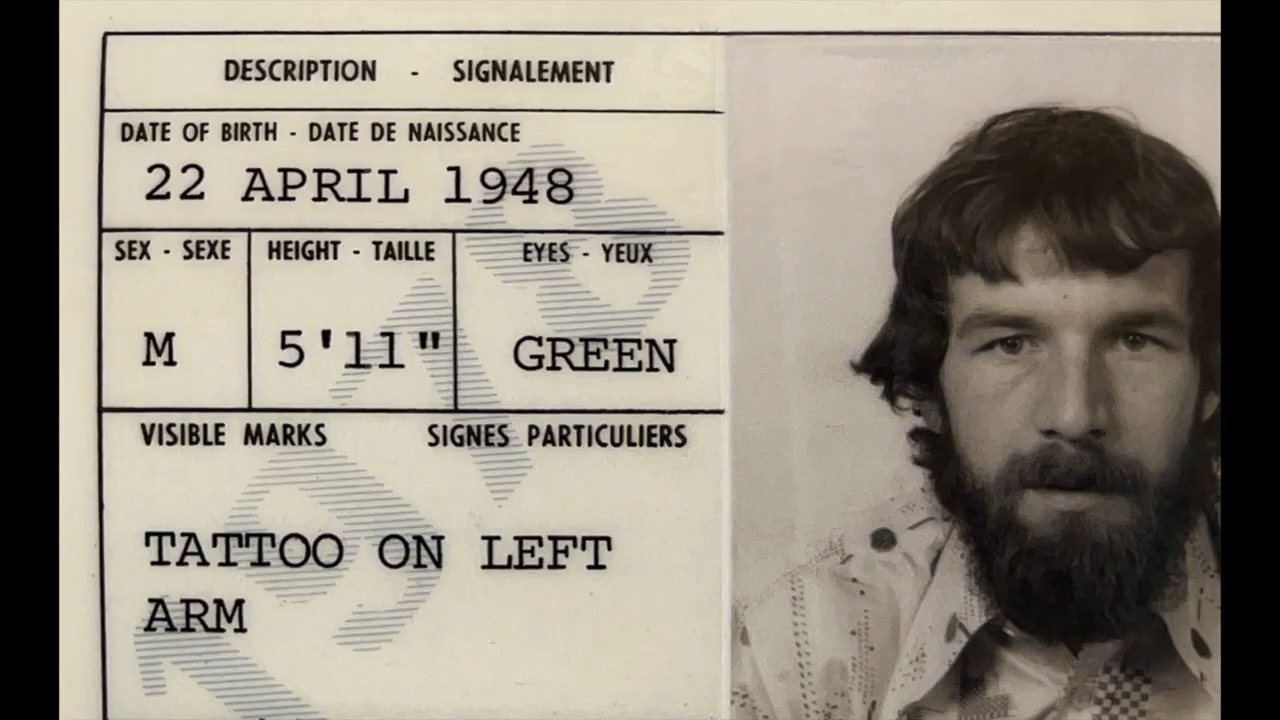 DESCRIPTION - SIGNALEMENT
DATE OF BIRTH - DATE DE NAISSANCE
22 APRIL 1948
SEX - SEXE
HEIGHT - TAILLE
EYES - YEUX
M
5'11"
GREEN
VISIBLE MARKS
SIGNES PARTICULIERS
TATTOO ON LEFT
ARM